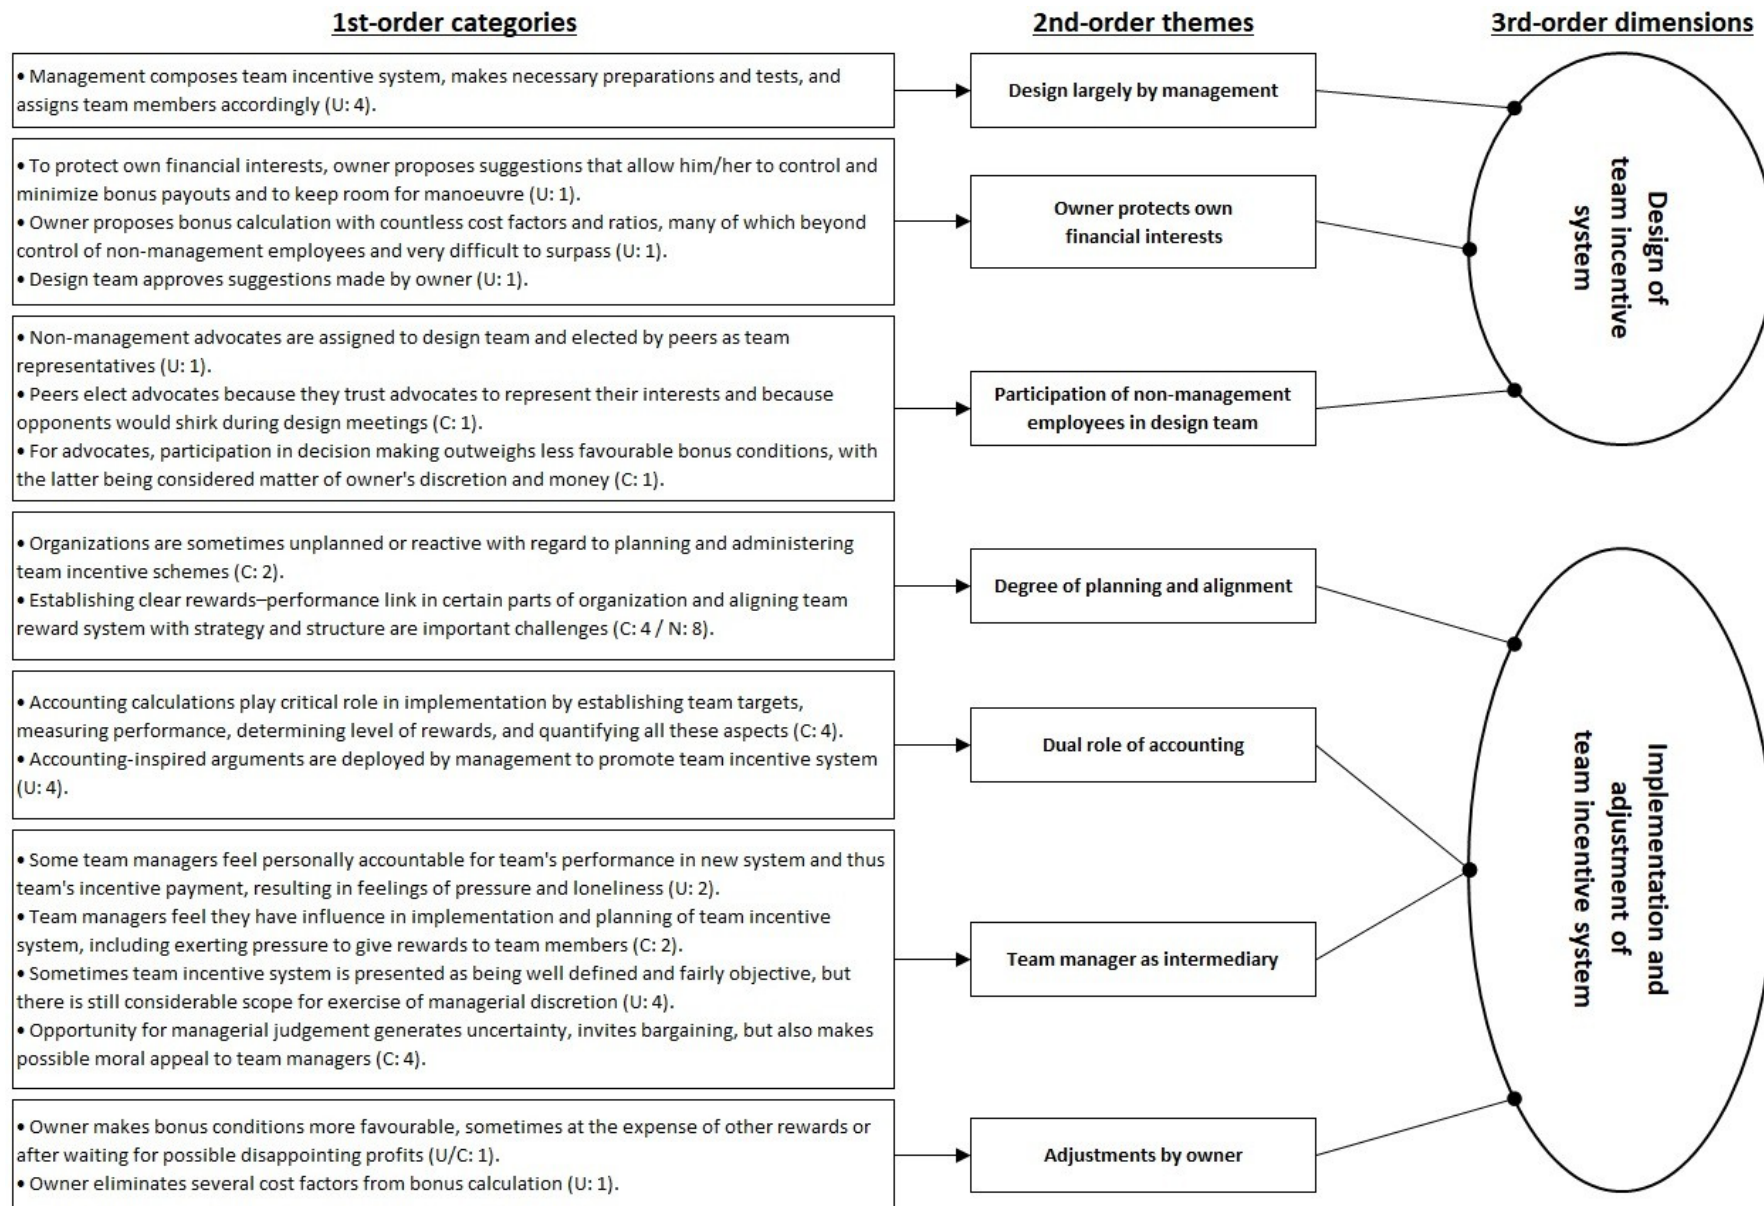 1st-order categories
2nd-order themes
3rd-order dimensions
• Management composes team incentive system, makes necessary preparations and tests, and
assigns team members accordingly (U: 4).
Design largely by management
• To protect own financial interests, owner proposes suggestions that allow him/her to control and
minimize bonus payouts and to keep room for manoeuvre (U: 1).
• Owner proposes bonus calculation with countless cost factors and ratios, many of which beyond
control of non-management employees and very difficult to surpass (U: 1).
• Design team approves suggestions made by owner (U: 1).
Owner protects own
financial interests
• Non-management advocates are assigned to design team and elected by peers as team
representatives (U: 1).
• Peers elect advocates because they trust advocates to represent their interests and because
opponents would shirk during design meetings (C: 1).
• For advocates, participation in decision making outweighs less favourable bonus conditions, with
the latter being considered matter of owner's discretion and money (C: 1).
Participation of non-management
employees in design team
Design of
team incentive
system
• Organizations are sometimes unplanned or reactive with regard to planning and administering
team incentive schemes (C: 2).
• Establishing clear rewards–performance link in certain parts of organization and aligning team
reward system with strategy and structure are important challenges (C: 4 / N: 8).
Degree of planning and alignment
• Accounting calculations play critical role in implementation by establishing team targets,
measuring performance, determining level of rewards, and quantifying all these aspects (C: 4).
• Accounting-inspired arguments are deployed by management to promote team incentive system
(U: 4).
Dual role of accounting
• Some team managers feel personally accountable for team's performance in new system and thus
team's incentive payment, resulting in feelings of pressure and loneliness (U: 2).
• Team managers feel they have influence in implementation and planning of team incentive
system, including exerting pressure to give rewards to team members (C: 2).
• Sometimes team incentive system is presented as being well defined and fairly objective, but
there is still considerable scope for exercise of managerial discretion (U: 4).
• Opportunity for managerial judgement generates uncertainty, invites bargaining, but also makes
possible moral appeal to team managers (C: 4).
Team manager as intermediary
• Owner makes bonus conditions more favourable, sometimes at the expense of other rewards or
after waiting for possible disappointing profits (U/C: 1).
• Owner eliminates several cost factors from bonus calculation (U: 1).
Adjustments by owner
Implementation and
adjustment of
team incentive system